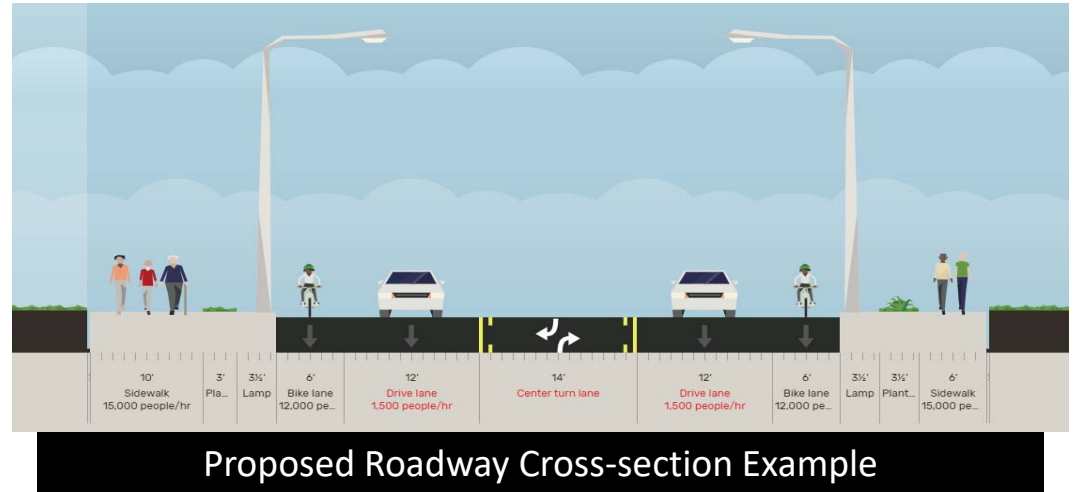 10'
Sidewalk
15,000 people/hr
3'
Pla...
3½'
Lamp
6'
Bike lane
12,000 pe...
12'
Drive lane
1,500 people/hr
14'
Center turn lane
12'
Drive lane
1,500 people/hr
6'
Bike lane
12,000 pe...
3½'
Lamp
3½'
Plant...
6'
Sidewalk
15,000 pe...
Proposed Roadway Cross-section Example